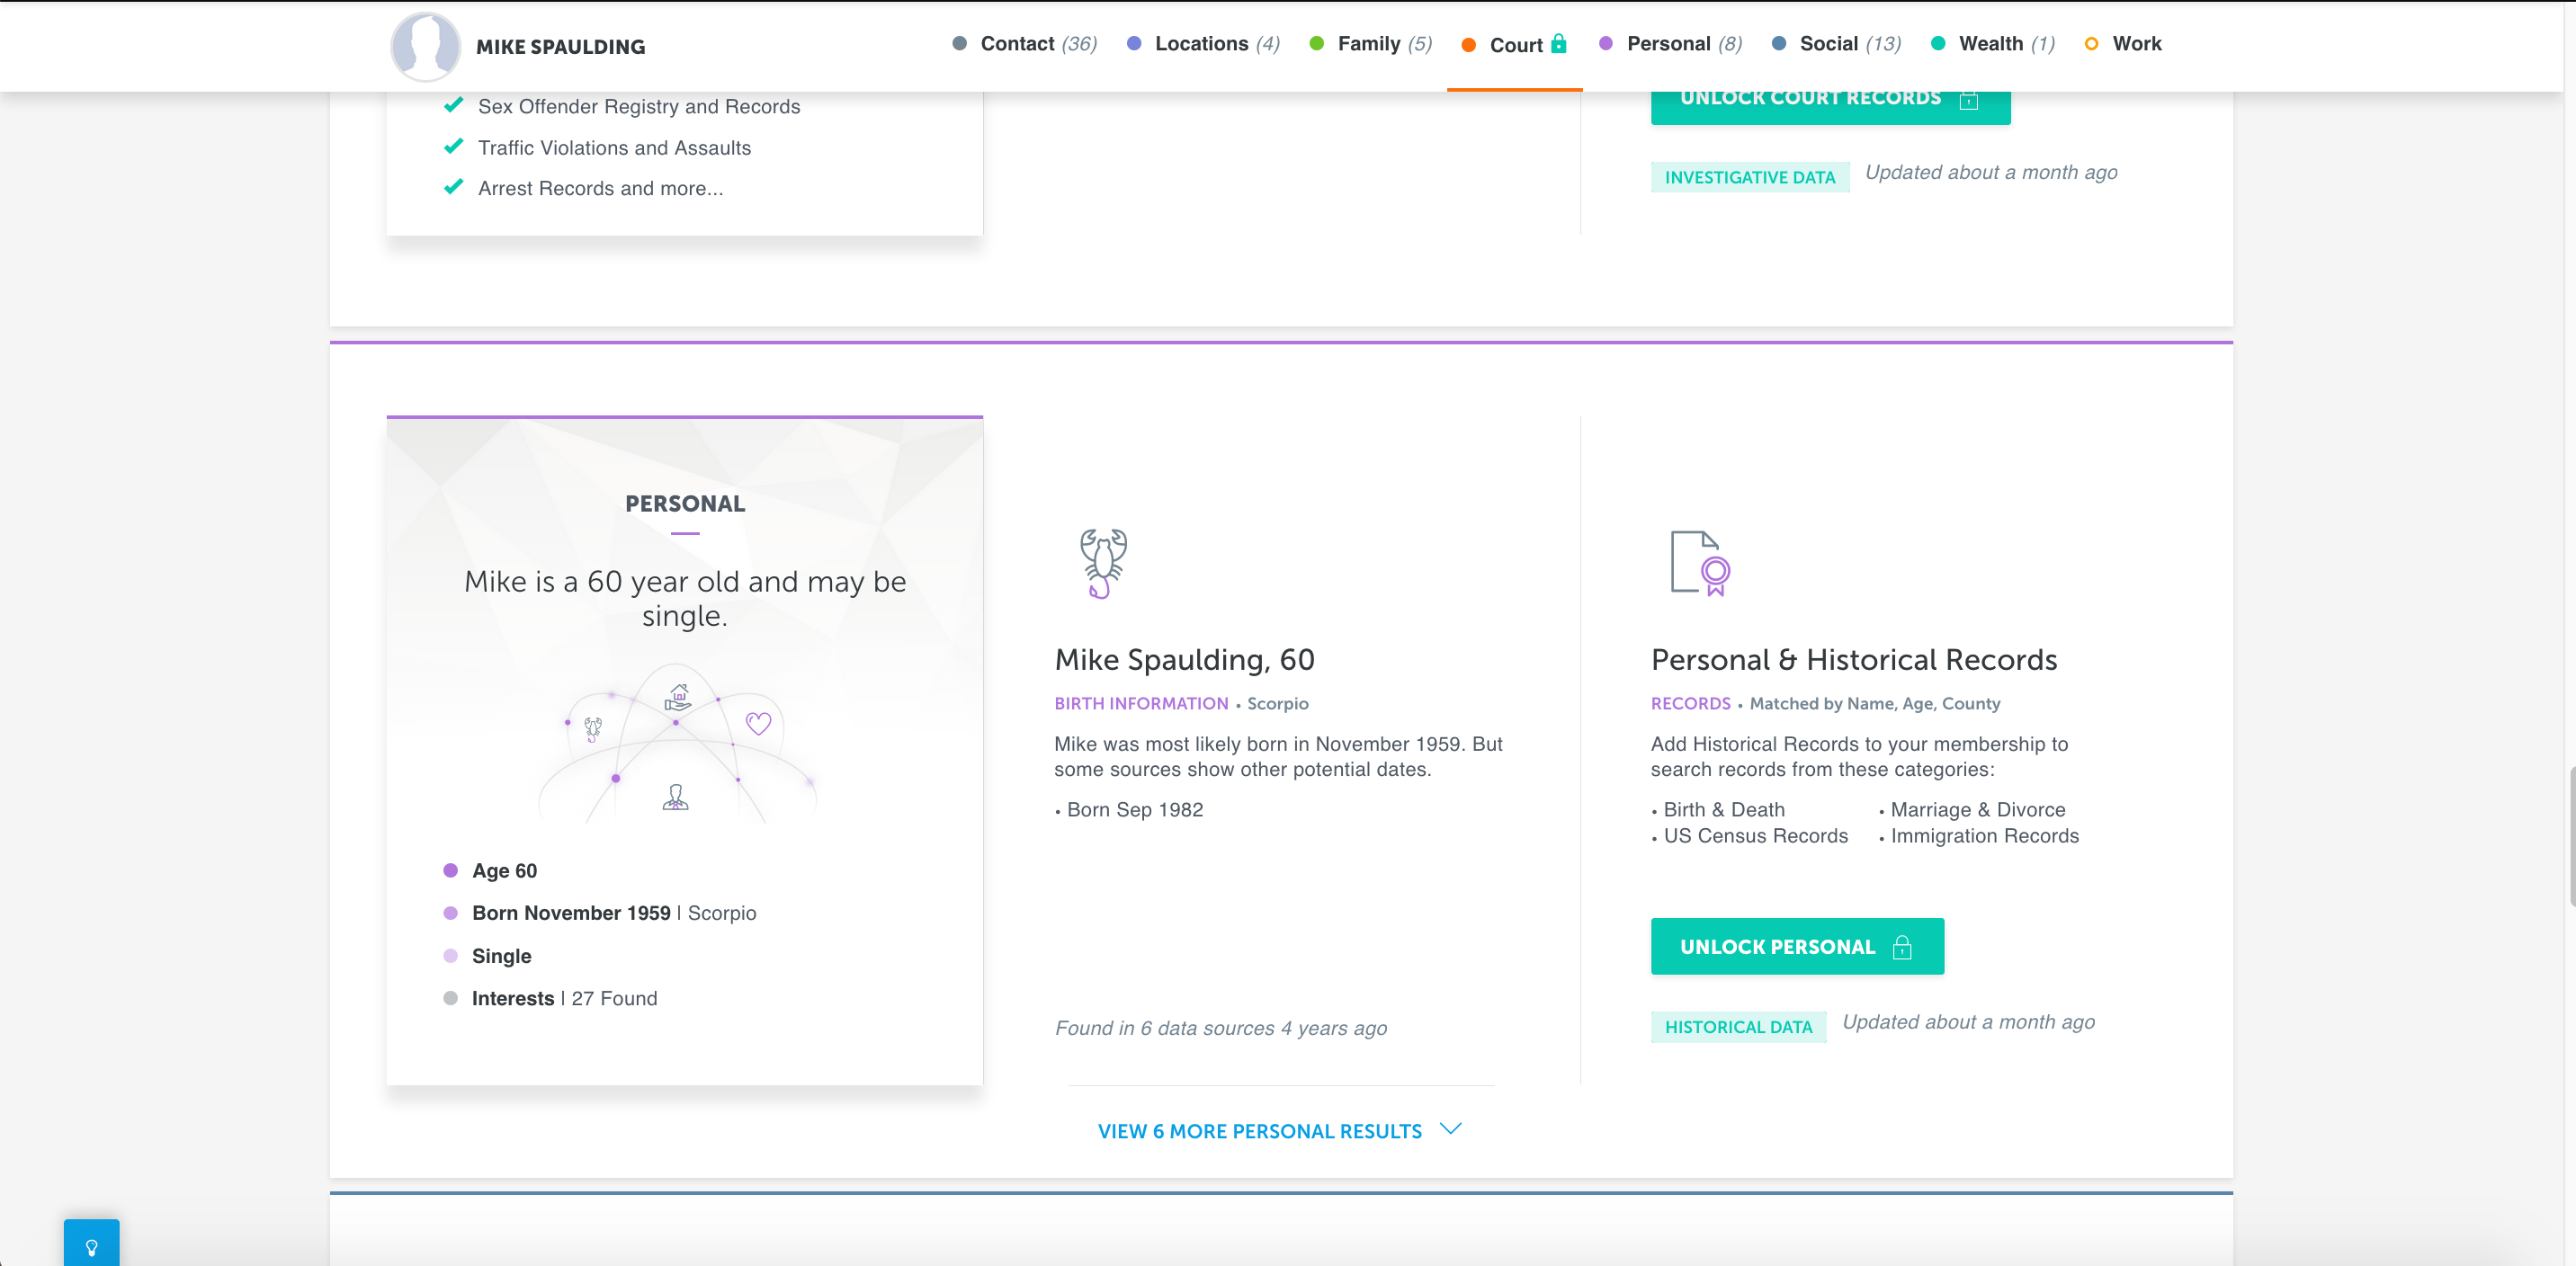 MIKE SPAULDING
Contact (36)
Locations (4)
Family (5)
Court
Personal (8)
Social (13)
Wealth (1)
Work
Sex Offender Registry and Records
Traffic Violations and Assaults
Arrest Records and more...
UNLOCK COURT RECORDS
INVESTIGATIVE DATA Updated about a month ago
PERSONAL
Mike is a 60 year old and may be
single.
• Age 60
• Born November 1959 | Scorpio
• Single
• Interests | 27 Found
Mike Spaulding, 60
BIRTH INFORMATION • Scorpio
Mike was most likely born in November 1959. But
some sources show other potential dates.
• Born Sep 1982
Found in 6 data sources 4 years ago
VIEW 6 MORE PERSONAL RESULTS
Personal & Historical Records
RECORDS • Matched by Name, Age, County
Add Historical Records to your membership to
search records from these categories:
• Birth & Death • Marriage & Divorce
• US Census Records • Immigration Records
UNLOCK PERSONAL
HISTORICAL DATA Updated about a month ago